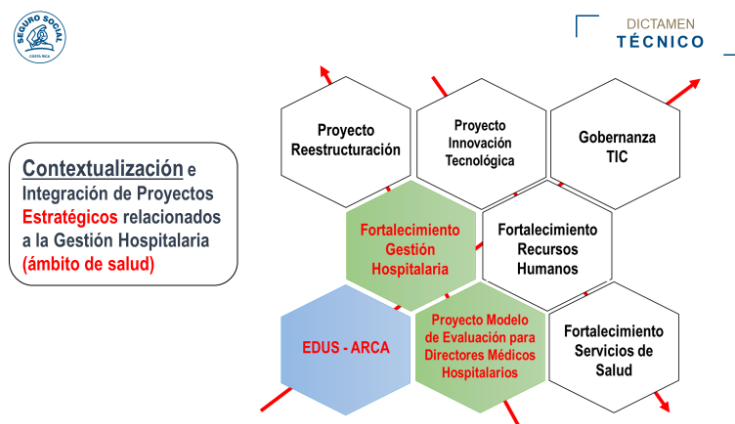 SEGURO SOCIAL
COSTA RICA
DICTAMEN
TÉCNICO
Contextualización e
Integración de Proyectos
Estratégicos relacionados
a la Gestión Hospitalaria
(ámbito de salud)
Proyecto
Reestructuración
Proyecto
Innovación
Tecnológica
Gobernanza
TIC
Fortalecimiento
Gestión
Hospitalaria
Fortalecimiento
Recursos
Humanos
EDUS - ARCA
Proyecto Modelo
de Evaluación para
Directores Médicos
Hospitalarios
Fortalecimiento
Servicios de
Salud